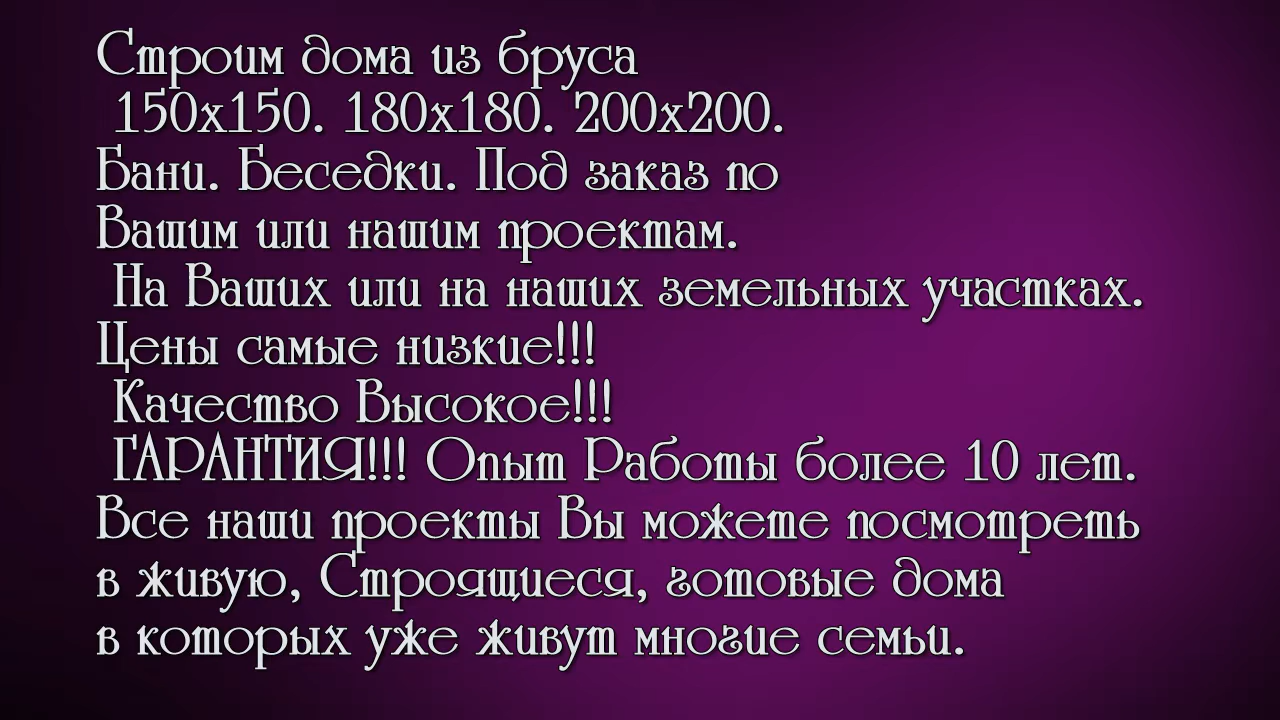 Строим дома из бруса
150х150. 180х180. 200х200.
Бани. Беседки. Под заказ по
Вашим или нашим проектам.
На Ваших или на наших земельных участках.
Цены самые низкие!!!
Качество Высокое!!!
ГАРАНТИЯ!!! Опыт Работы более 10 лет.
Все наши проекты Вы можете посмотреть
в живую, Строящиеся, готовые дома
в которых уже живут многие семьи.